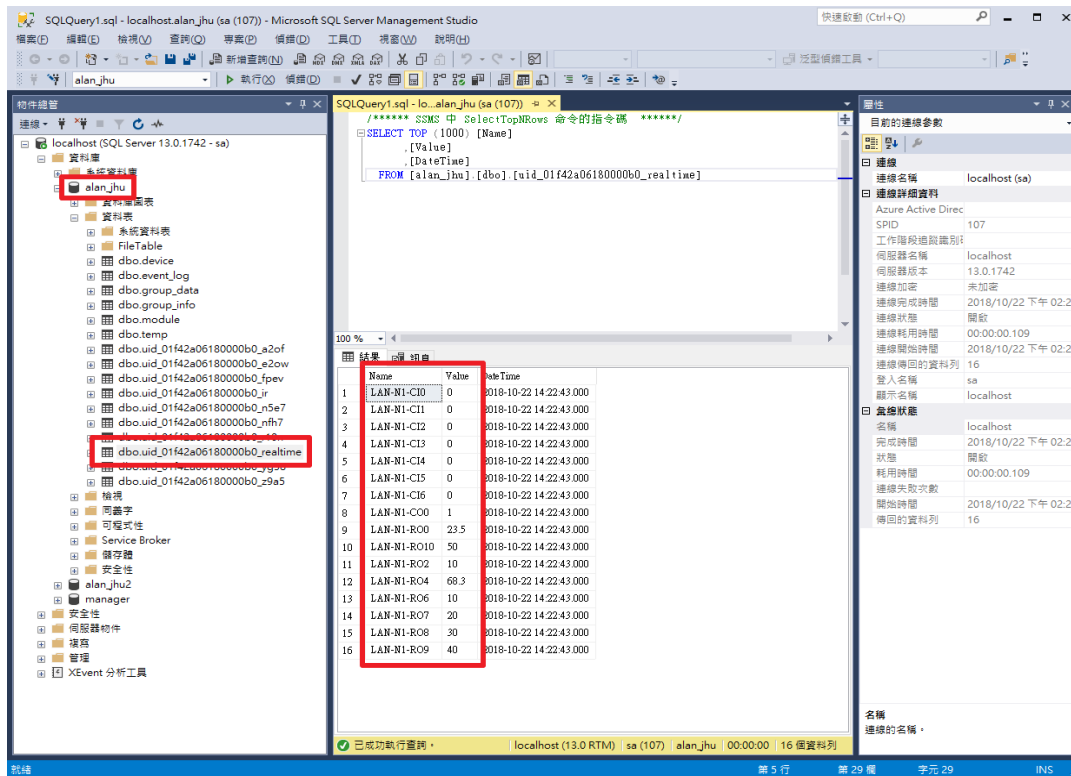 SQLQuery1.sql - localhost.alan_jhu (sa (107)) - Microsoft SQL Server Management Studio
快速啟動 (Ctrl+Q)
檔案(F) 編輯(E) 檢視(V) 查詢(Q) 專案(P) 偵錯(D) 工具(T) 視窗(W) 說明(H)
新增查詢(N) 泛型偵錯工具
alan_jhu 執行(X) 偵錯(D)
物件總管
連線
localhost (SQL Server 13.0.1742 - sa)
資料庫
系統資料庫
alan_jhu
資料庫圖表
資料表
系統資料表
FileTable
dbo.device
dbo.event_log
dbo.group_data
dbo.group_info
dbo.module
dbo.temp
dbo.uid_01f42a06180000b0_a2of
dbo.uid_01f42a06180000b0_e2ow
dbo.uid_01f42a06180000b0_fpev
dbo.uid_01f42a06180000b0_ir
dbo.uid_01f42a06180000b0_n5e7
dbo.uid_01f42a06180000b0_nfh7
dbo.uid_01f42a06180000b0_realtime
dbo.uid_01f42a06180000b0_z9a5
檢視
同義字
可程式性
Service Broker
儲存體
安全性
alan_jhu2
manager
安全性
伺服器物件
複寫
管理
XEvent 分析工具
SQLQuery1.sql - lo...alan_jhu (sa (107))
/****** SSMS 中 SelectTopNRows 命令的指令碼 ******/
SELECT TOP (1000) [Name]
,[Value]
,[DateTime]
FROM [alan_jhu].[dbo].[uid_01f42a06180000b0_realtime]
100 %
結果 訊息
Name Value DateTime
1 LAN-N1-CI0 0 2018-10-22 14:22:43.000
2 LAN-N1-CI1 0 2018-10-22 14:22:43.000
3 LAN-N1-CI2 0 2018-10-22 14:22:43.000
4 LAN-N1-CI3 0 2018-10-22 14:22:43.000
5 LAN-N1-CI4 0 2018-10-22 14:22:43.000
6 LAN-N1-CI5 0 2018-10-22 14:22:43.000
7 LAN-N1-CI6 0 2018-10-22 14:22:43.000
8 LAN-N1-CO0 1 2018-10-22 14:22:43.000
9 LAN-N1-RO0 23.5 2018-10-22 14:22:43.000
10 LAN-N1-RO10 50 2018-10-22 14:22:43.000
11 LAN-N1-RO2 10 2018-10-22 14:22:43.000
12 LAN-N1-RO4 68.3 2018-10-22 14:22:43.000
13 LAN-N1-RO6 10 2018-10-22 14:22:43.000
14 LAN-N1-RO7 20 2018-10-22 14:22:43.000
15 LAN-N1-RO8 30 2018-10-22 14:22:43.000
16 LAN-N1-RO9 40 2018-10-22 14:22:43.000
已成功執行查詢。 localhost (13.0 RTM) sa (107) alan_jhu 00:00:00 16 個資料列
屬性
目前的連線參數
連線
連線名稱 localhost (sa)
連線詳細資料
Azure Active Direc
SPID 107
工作階段追蹤識別
伺服器名稱 localhost
伺服器版本 13.0.1742
連線加密 未加密
連線完成時間 2018/10/22 下午 02:2
連線狀態 開啟
連線耗用時間 00:00:00.109
連線開始時間 2018/10/22 下午 02:2
連線傳回的資料列 16
登入名稱 sa
顯示名稱 localhost
彙總狀態
名稱 localhost
完成時間 2018/10/22 下午 02:2
狀態 開啟
耗用時間 00:00:00.109
連線失敗次數
開始時間 2018/10/22 下午 02:2
傳回的資料列 16
名稱
連線的名稱。
就緒 第 5 行 第 29 欄 字元 29 INS